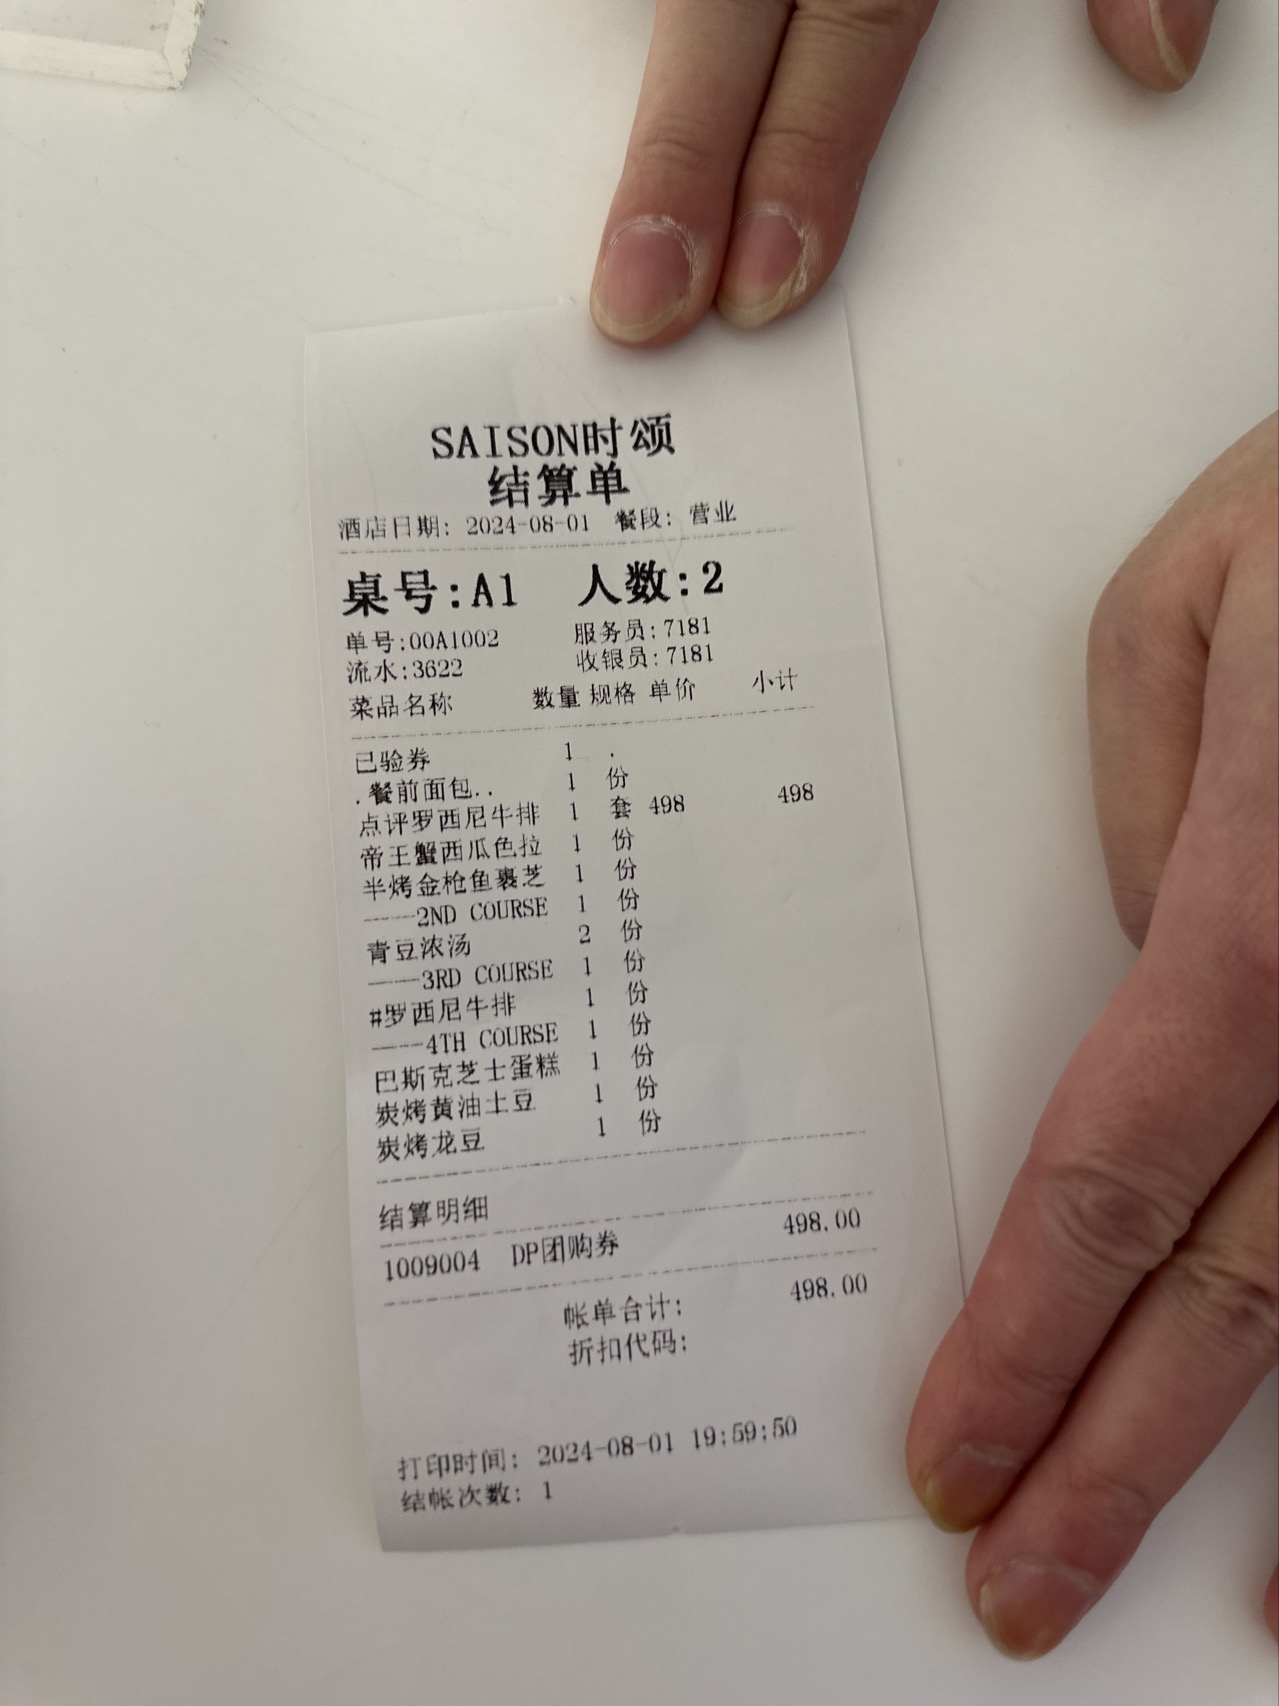 SAISON时颂
结算单
酒店日期: 2024-08-01 餐段: 营业
桌号:A1 人数:2
单号:00A1002 服务员:7181
流水:3622 收银员:7181
菜品名称 数量 规格 单价 小计
已验券 1 .
.餐前面包.. 1 份
点评罗西尼牛排 1 套 498 498
帝王蟹西瓜色拉 1 份
半烤金枪鱼裹芝 1 份
----2ND COURSE 1 份
青豆浓汤 2 份
----3RD COURSE 1 份
#罗西尼牛排 1 份
----4TH COURSE 1 份
巴斯克芝士蛋糕 1 份
炭烤黄油土豆 1 份
炭烤龙豆 1 份
结算明细
1009004 DP团购券 498.00
帐单合计: 498.00
折扣代码:
打印时间: 2024-08-01 19:59:50
结帐次数: 1